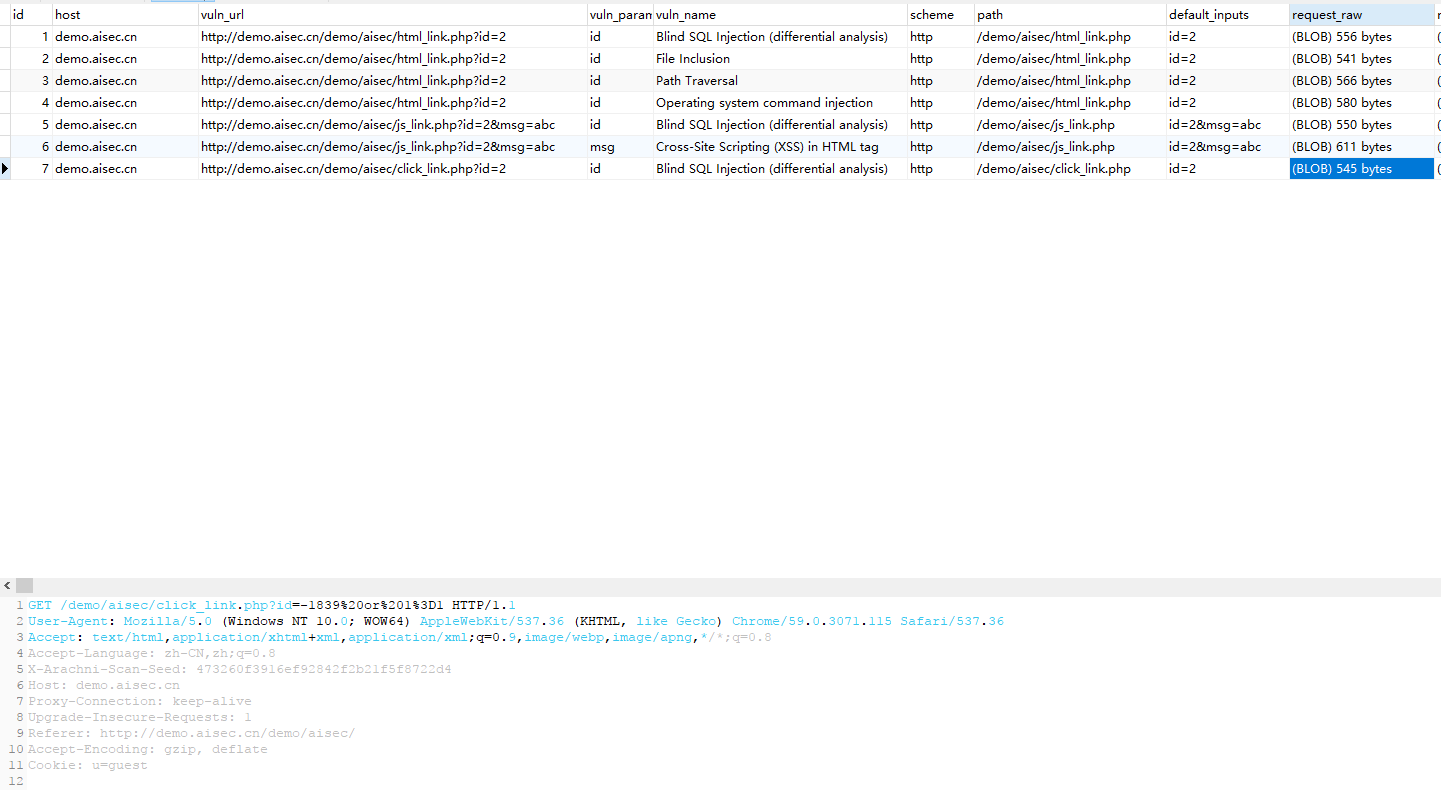 id host vuln_url vuln_param vuln_name scheme path default_inputs request_raw
1 demo.aisec.cn http://demo.aisec.cn/demo/aisec/html_link.php?id=2 id Blind SQL Injection (differential analysis) http /demo/aisec/html_link.php id=2 (BLOB) 556 bytes (
2 demo.aisec.cn http://demo.aisec.cn/demo/aisec/html_link.php?id=2 id File Inclusion http /demo/aisec/html_link.php id=2 (BLOB) 541 bytes (
3 demo.aisec.cn http://demo.aisec.cn/demo/aisec/html_link.php?id=2 id Path Traversal http /demo/aisec/html_link.php id=2 (BLOB) 566 bytes (
4 demo.aisec.cn http://demo.aisec.cn/demo/aisec/html_link.php?id=2 id Operating system command injection http /demo/aisec/html_link.php id=2 (BLOB) 580 bytes (
5 demo.aisec.cn http://demo.aisec.cn/demo/aisec/js_link.php?id=2&msg=abc id Blind SQL Injection (differential analysis) http /demo/aisec/js_link.php id=2&msg=abc (BLOB) 550 bytes (
6 demo.aisec.cn http://demo.aisec.cn/demo/aisec/js_link.php?id=2&msg=abc msg Cross-Site Scripting (XSS) in HTML tag http /demo/aisec/js_link.php id=2&msg=abc (BLOB) 611 bytes (
7 demo.aisec.cn http://demo.aisec.cn/demo/aisec/click_link.php?id=2 id Blind SQL Injection (differential analysis) http /demo/aisec/click_link.php id=2 (BLOB) 545 bytes (
1 GET /demo/aisec/click_link.php?id=-1839%20or%201%3D1 HTTP/1.1
2 User-Agent: Mozilla/5.0 (Windows NT 10.0; WOW64) AppleWebKit/537.36 (KHTML, like Gecko) Chrome/59.0.3071.115 Safari/537.36
3 Accept: text/html,application/xhtml+xml,application/xml;q=0.9,image/webp,image/apng,*/*;q=0.8
4 Accept-Language: zh-CN,zh;q=0.8
5 X-Arachni-Scan-Seed: 473260f3916ef92842f2b21f5f8722d4
6 Host: demo.aisec.cn
7 Proxy-Connection: keep-alive
8 Upgrade-Insecure-Requests: 1
9 Referer: http://demo.aisec.cn/demo/aisec/
10 Accept-Encoding: gzip, deflate
11 Cookie: u=guest
12